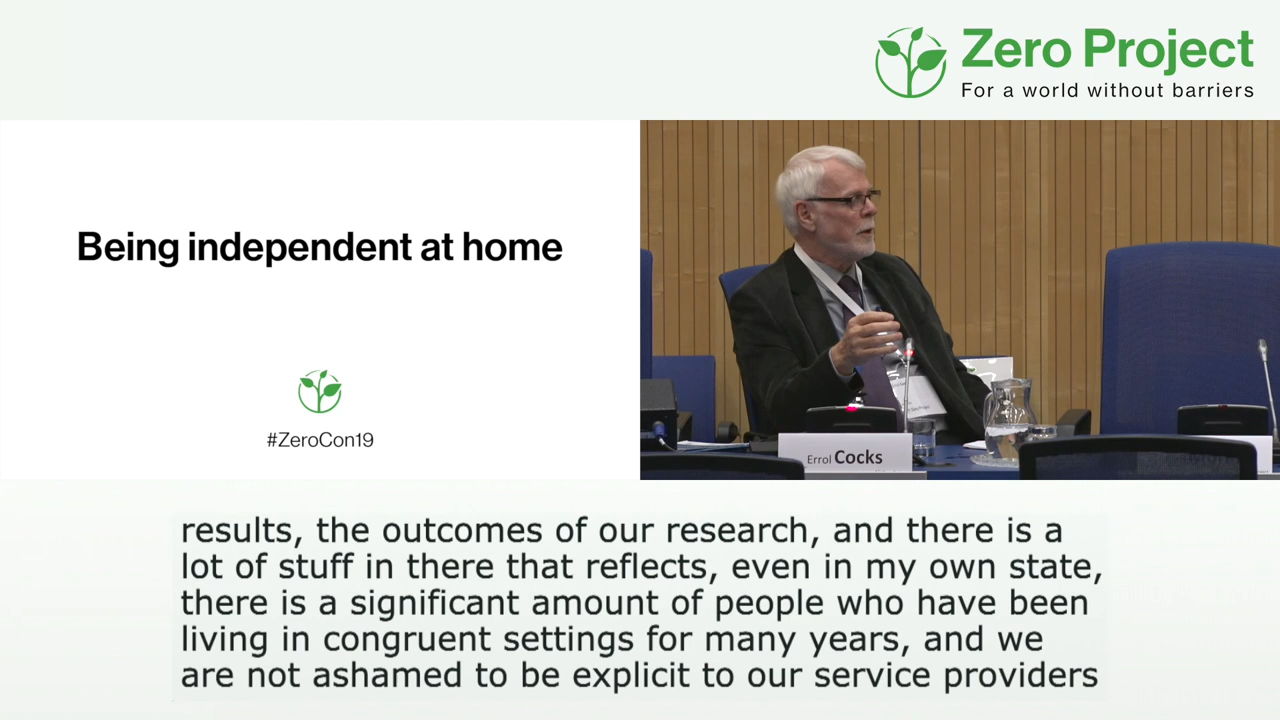 Zero Project
For a world without barriers
Being independent at home
#ZeroCon19
Errol Cocks
results, the outcomes of our research, and there is a
lot of stuff in there that reflects, even in my own state,
there is a significant amount of people who have been
living in congruent settings for many years, and we
are not ashamed to be explicit to our service providers